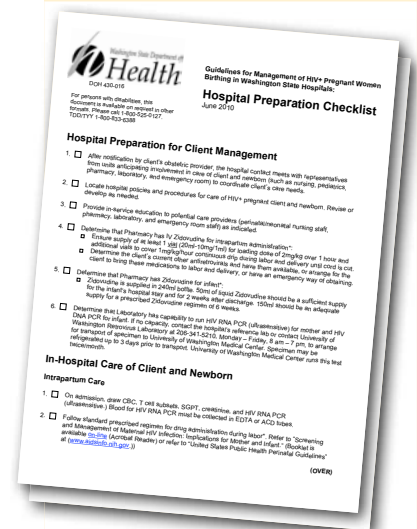 Washington State Department of
Health
DOH 430-016
For persons with disabilities, this
document is available on request in other
formats. Please call 1-800-525-0127.
TDD/TTY 1-800-833-6388
Guidelines for Management of HIV+ Pregnant Women
Birthing in Washington State Hospitals:
Hospital Preparation Checklist
June 2010
Hospital Preparation for Client Management
1. After notification by client's obstetric provider, the hospital contact meets with representatives
from units anticipating involvement in care of client and newborn (such as nursing, pediatrics,
pharmacy, laboratory, and emergency room) to coordinate client's care needs.
2. Locate hospital policies and procedures for care of HIV+ pregnant client and newborn. Revise or
develop as needed.
3. Provide in-service education to potential care providers (perinatal/neonatal nursing staff,
pharmacy, laboratory, and emergency room staff) as indicated.
4. Determine that Pharmacy has IV Zidovudine for intrapartum administration*:
Ensure supply of at least 1 vial (20ml-10mg/1ml) for loading dose of 2mg/kg over 1 hour and
additional vials to cover 1mg/kg/hour continuous drip during labor and delivery until cord is cut.
Determine the client's current other antiretrovirals and have them available, or arrange for the
client to bring these medications to labor and delivery, or have an emergency way of obtaining.
5. Determine that Pharmacy has Zidovudine for infant*:
Zidovudine is supplied in 240ml bottle. 50ml of liquid Zidovudine should be a sufficient supply
for the infant's hospital stay and for 2 weeks after discharge. 150ml should be an adequate
supply for a prescribed Zidovudine regimen of 6 weeks.
6. Determine that Laboratory has capability to run HIV RNA PCR (ultrasensitive) for mother and HIV
DNA PCR for infant. If no capacity, contact the hospital's reference lab or contact University of
Washington Retrovirus Laboratory at 206-341-5210, Monday – Friday, 8 am – 7 pm, to arrange
for transport of specimen to University of Washington Medical Center. Specimen may be
refrigerated up to 3 days prior to transport. University of Washington Medical Center runs this test
twice/month.
In-Hospital Care of Client and Newborn
Intrapartum Care
1. On admission, draw CBC, T cell subsets, SGPT, creatinine, and HIV RNA PCR
(ultrasensitive.) Blood for HIV RNA PCR must be collected in EDTA or ACD tubes.
2. Follow standard prescribed regimen for drug administration during labor*. Refer to "Screening
and Management of Maternal HIV Infection: Implications for Mother and Infant." (Booklet is
available on-line (Acrobat Reader) or refer to "United States Public Health Perinatal Guidelines"
at (www.aidsinfo.nih.gov.))
(OVER)